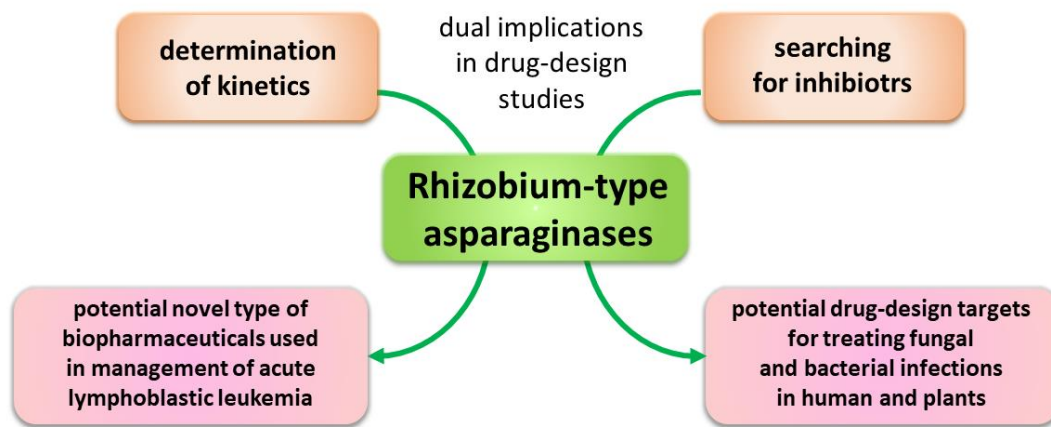 determination
of kinetics
dual implications
in drug-design
studies
searching
for inhibiotrs
Rhizobium-type
asparaginases
potential novel type of
biopharmaceuticals used
in management of acute
lymphoblastic leukemia
potential drug-design targets
for treating fungal
and bacterial infections
in human and plants